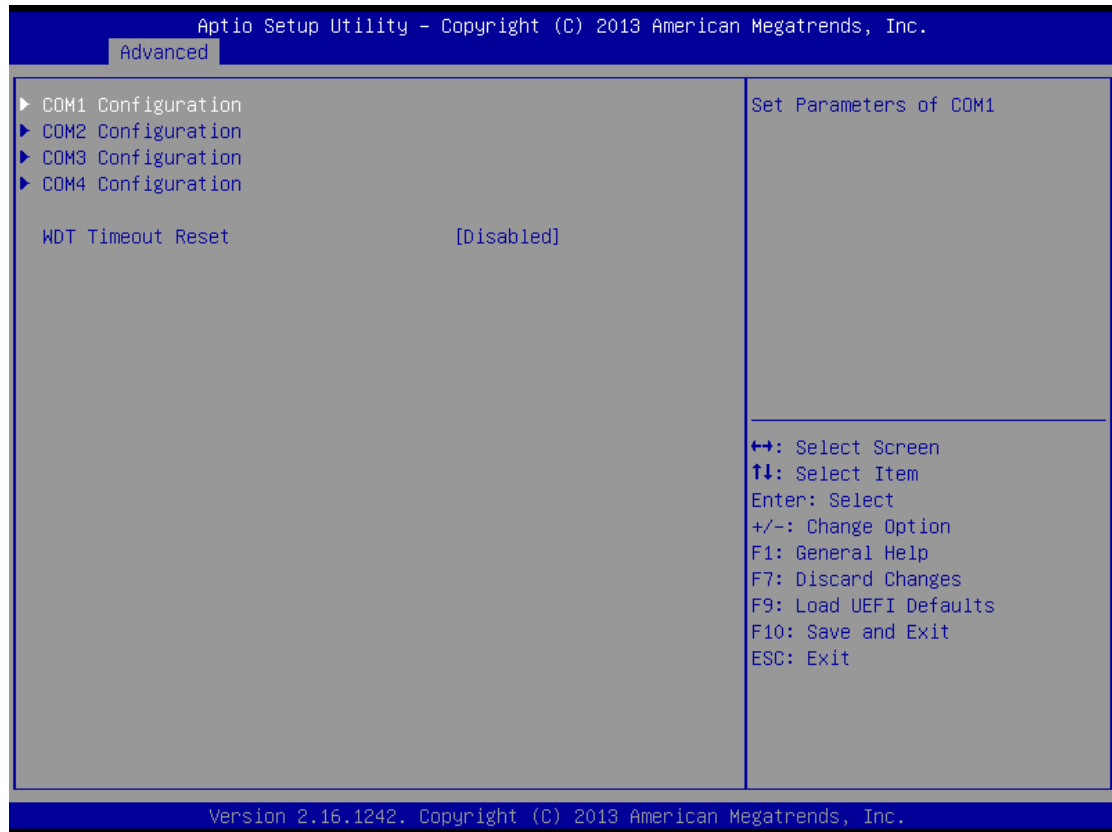 Aptio Setup Utility – Copyright (C) 2013 American Megatrends, Inc.
Advanced
▶ COM1 Configuration
▶ COM2 Configuration
▶ COM3 Configuration
▶ COM4 Configuration
WDT Timeout Reset [Disabled]
Set Parameters of COM1
↔: Select Screen
↑↓: Select Item
Enter: Select
+/-: Change Option
F1: General Help
F7: Discard Changes
F9: Load UEFI Defaults
F10: Save and Exit
ESC: Exit
Version 2.16.1242. Copyright (C) 2013 American Megatrends, Inc.